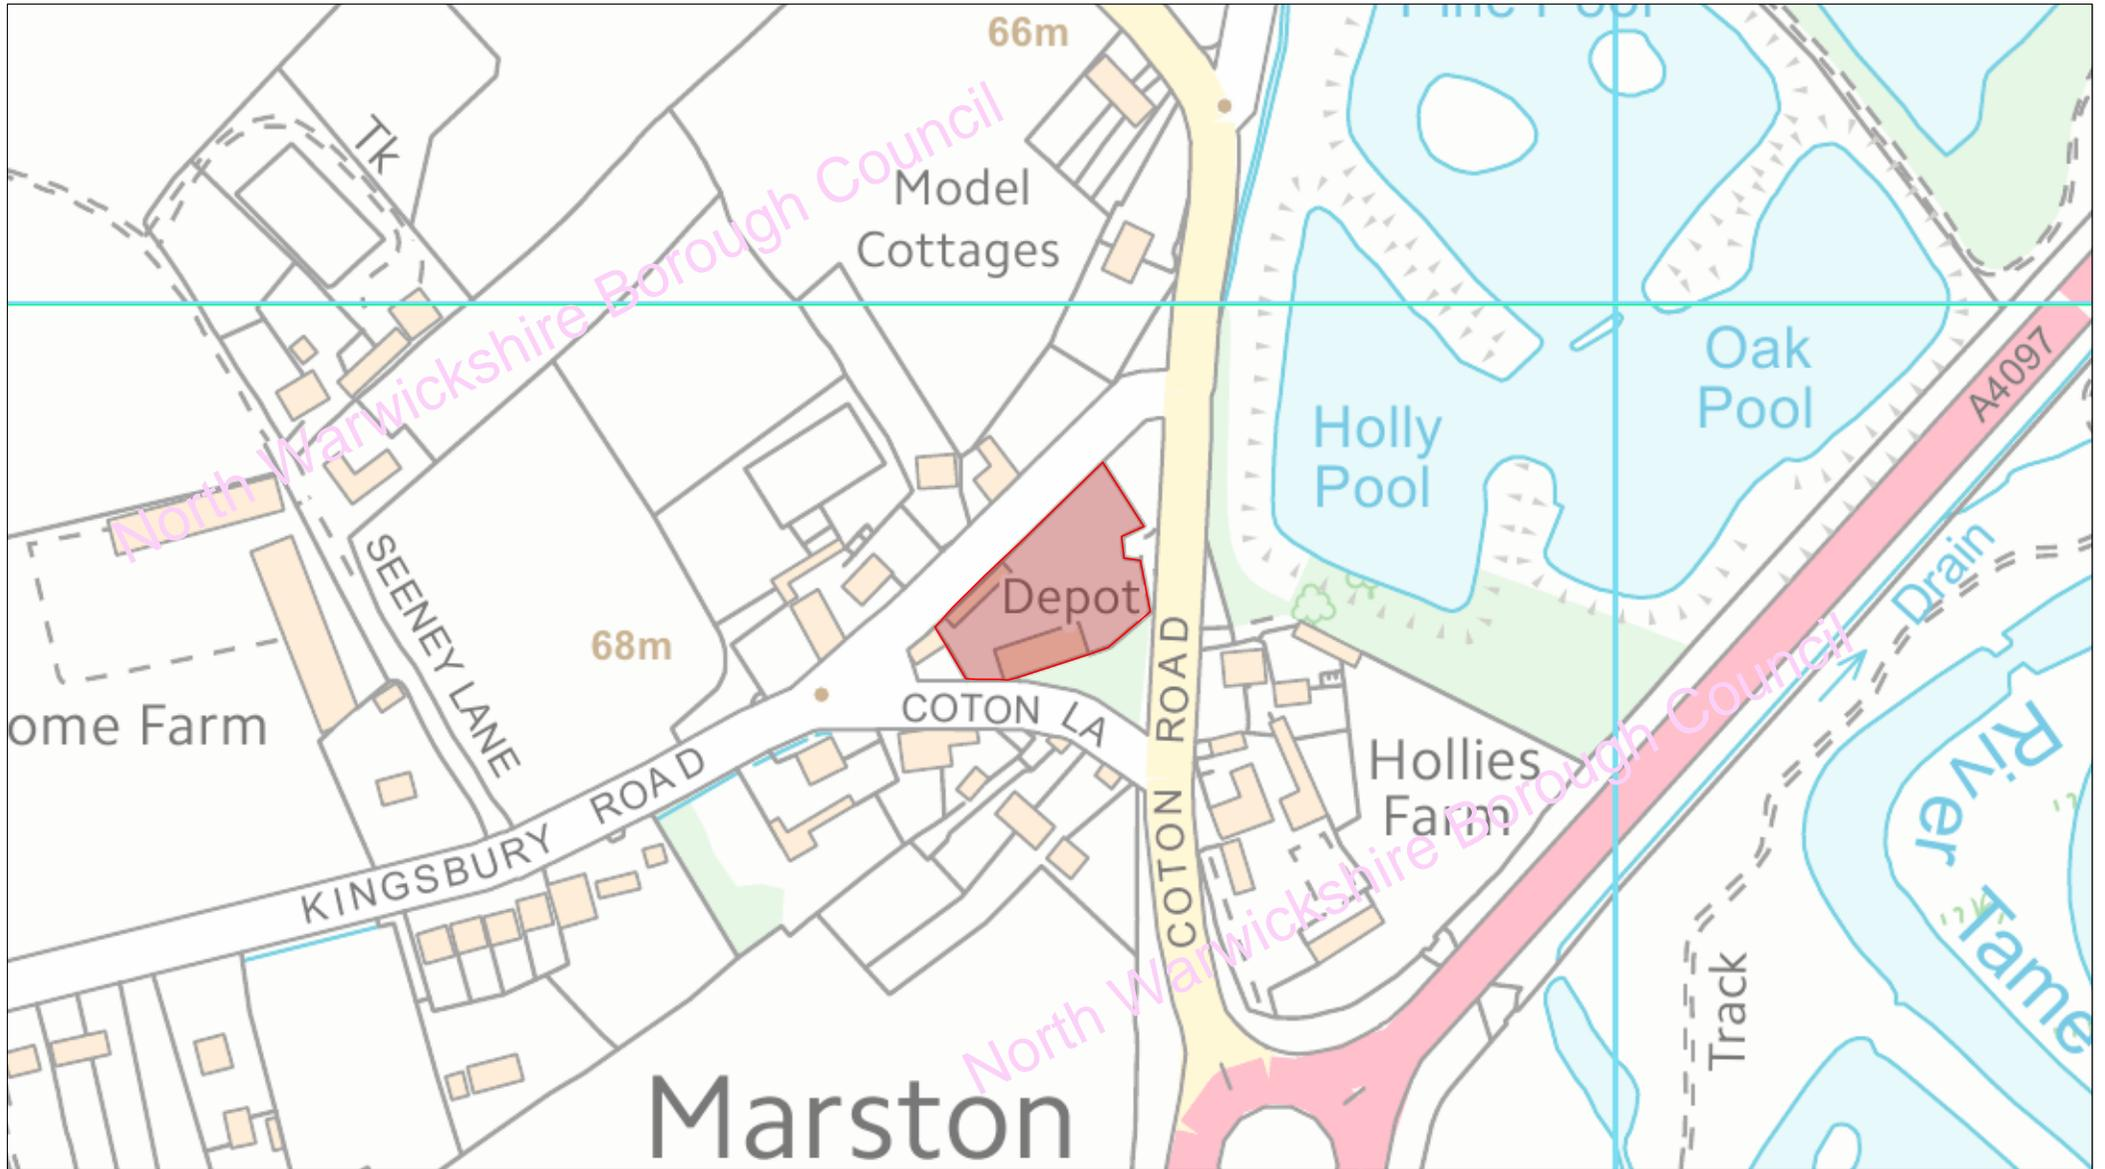 Pine Pool
66m
Tk
Model
Cottages
North Warwickshire Borough Council
Oak
Pool
A4097
Holly
Pool
Drain
SEENEY LANE
Depot
68m
COTON ROAD
COTON LA
ome Farm
KINGSBURY ROAD
Hollies
Farm
COTON ROAD
North Warwickshire Borough Council
River Tame
Track
Marston